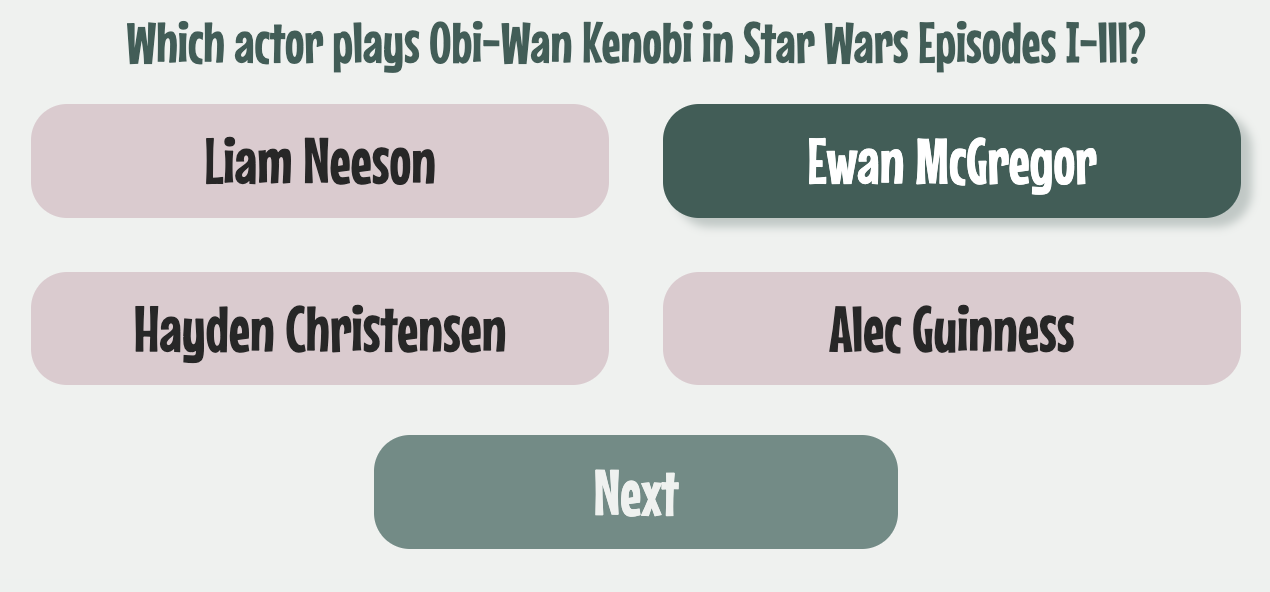 Which actor plays Obi-Wan Kenobi in Star Wars Episodes I-III?
Liam Neeson
Ewan McGregor
Hayden Christensen
Alec Guinness
Next